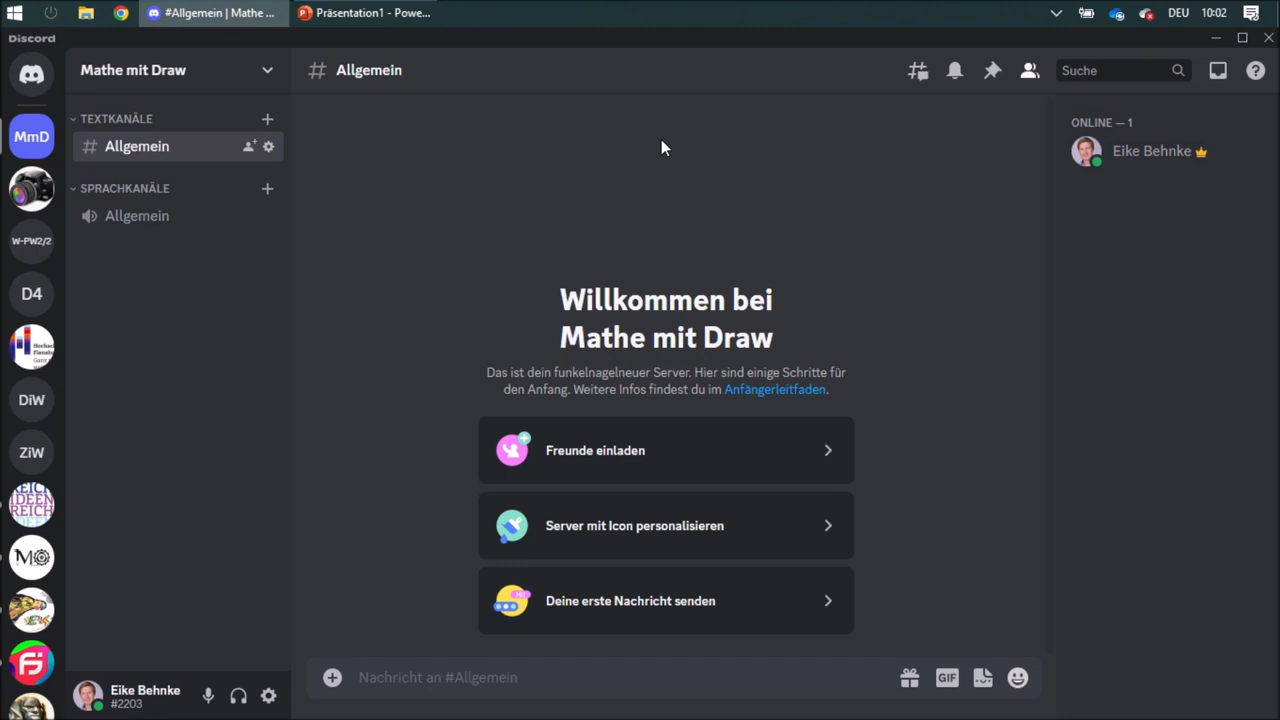 #Allgemein | Mathe ...
Präsentation1 - Powe...
DEU
10:02
Discord
Mathe mit Draw
Allgemein
Suche
MmD
TEXTKANÄLE
Allgemein
ONLINE — 1
Eike Behnke
SPRACHKANÄLE
Allgemein
W-PW2/2
D4
Willkommen bei
Mathe mit Draw
Das ist dein funkelnagelneuer Server. Hier sind einige Schritte für
den Anfang. Weitere Infos findest du im Anfängerleitfaden.
DiW
Freunde einladen
ZiW
IDEEN
REICH
Server mit Icon personalisieren
Deine erste Nachricht senden
Nachricht an #Allgemein
GIF
Eike Behnke
#2203